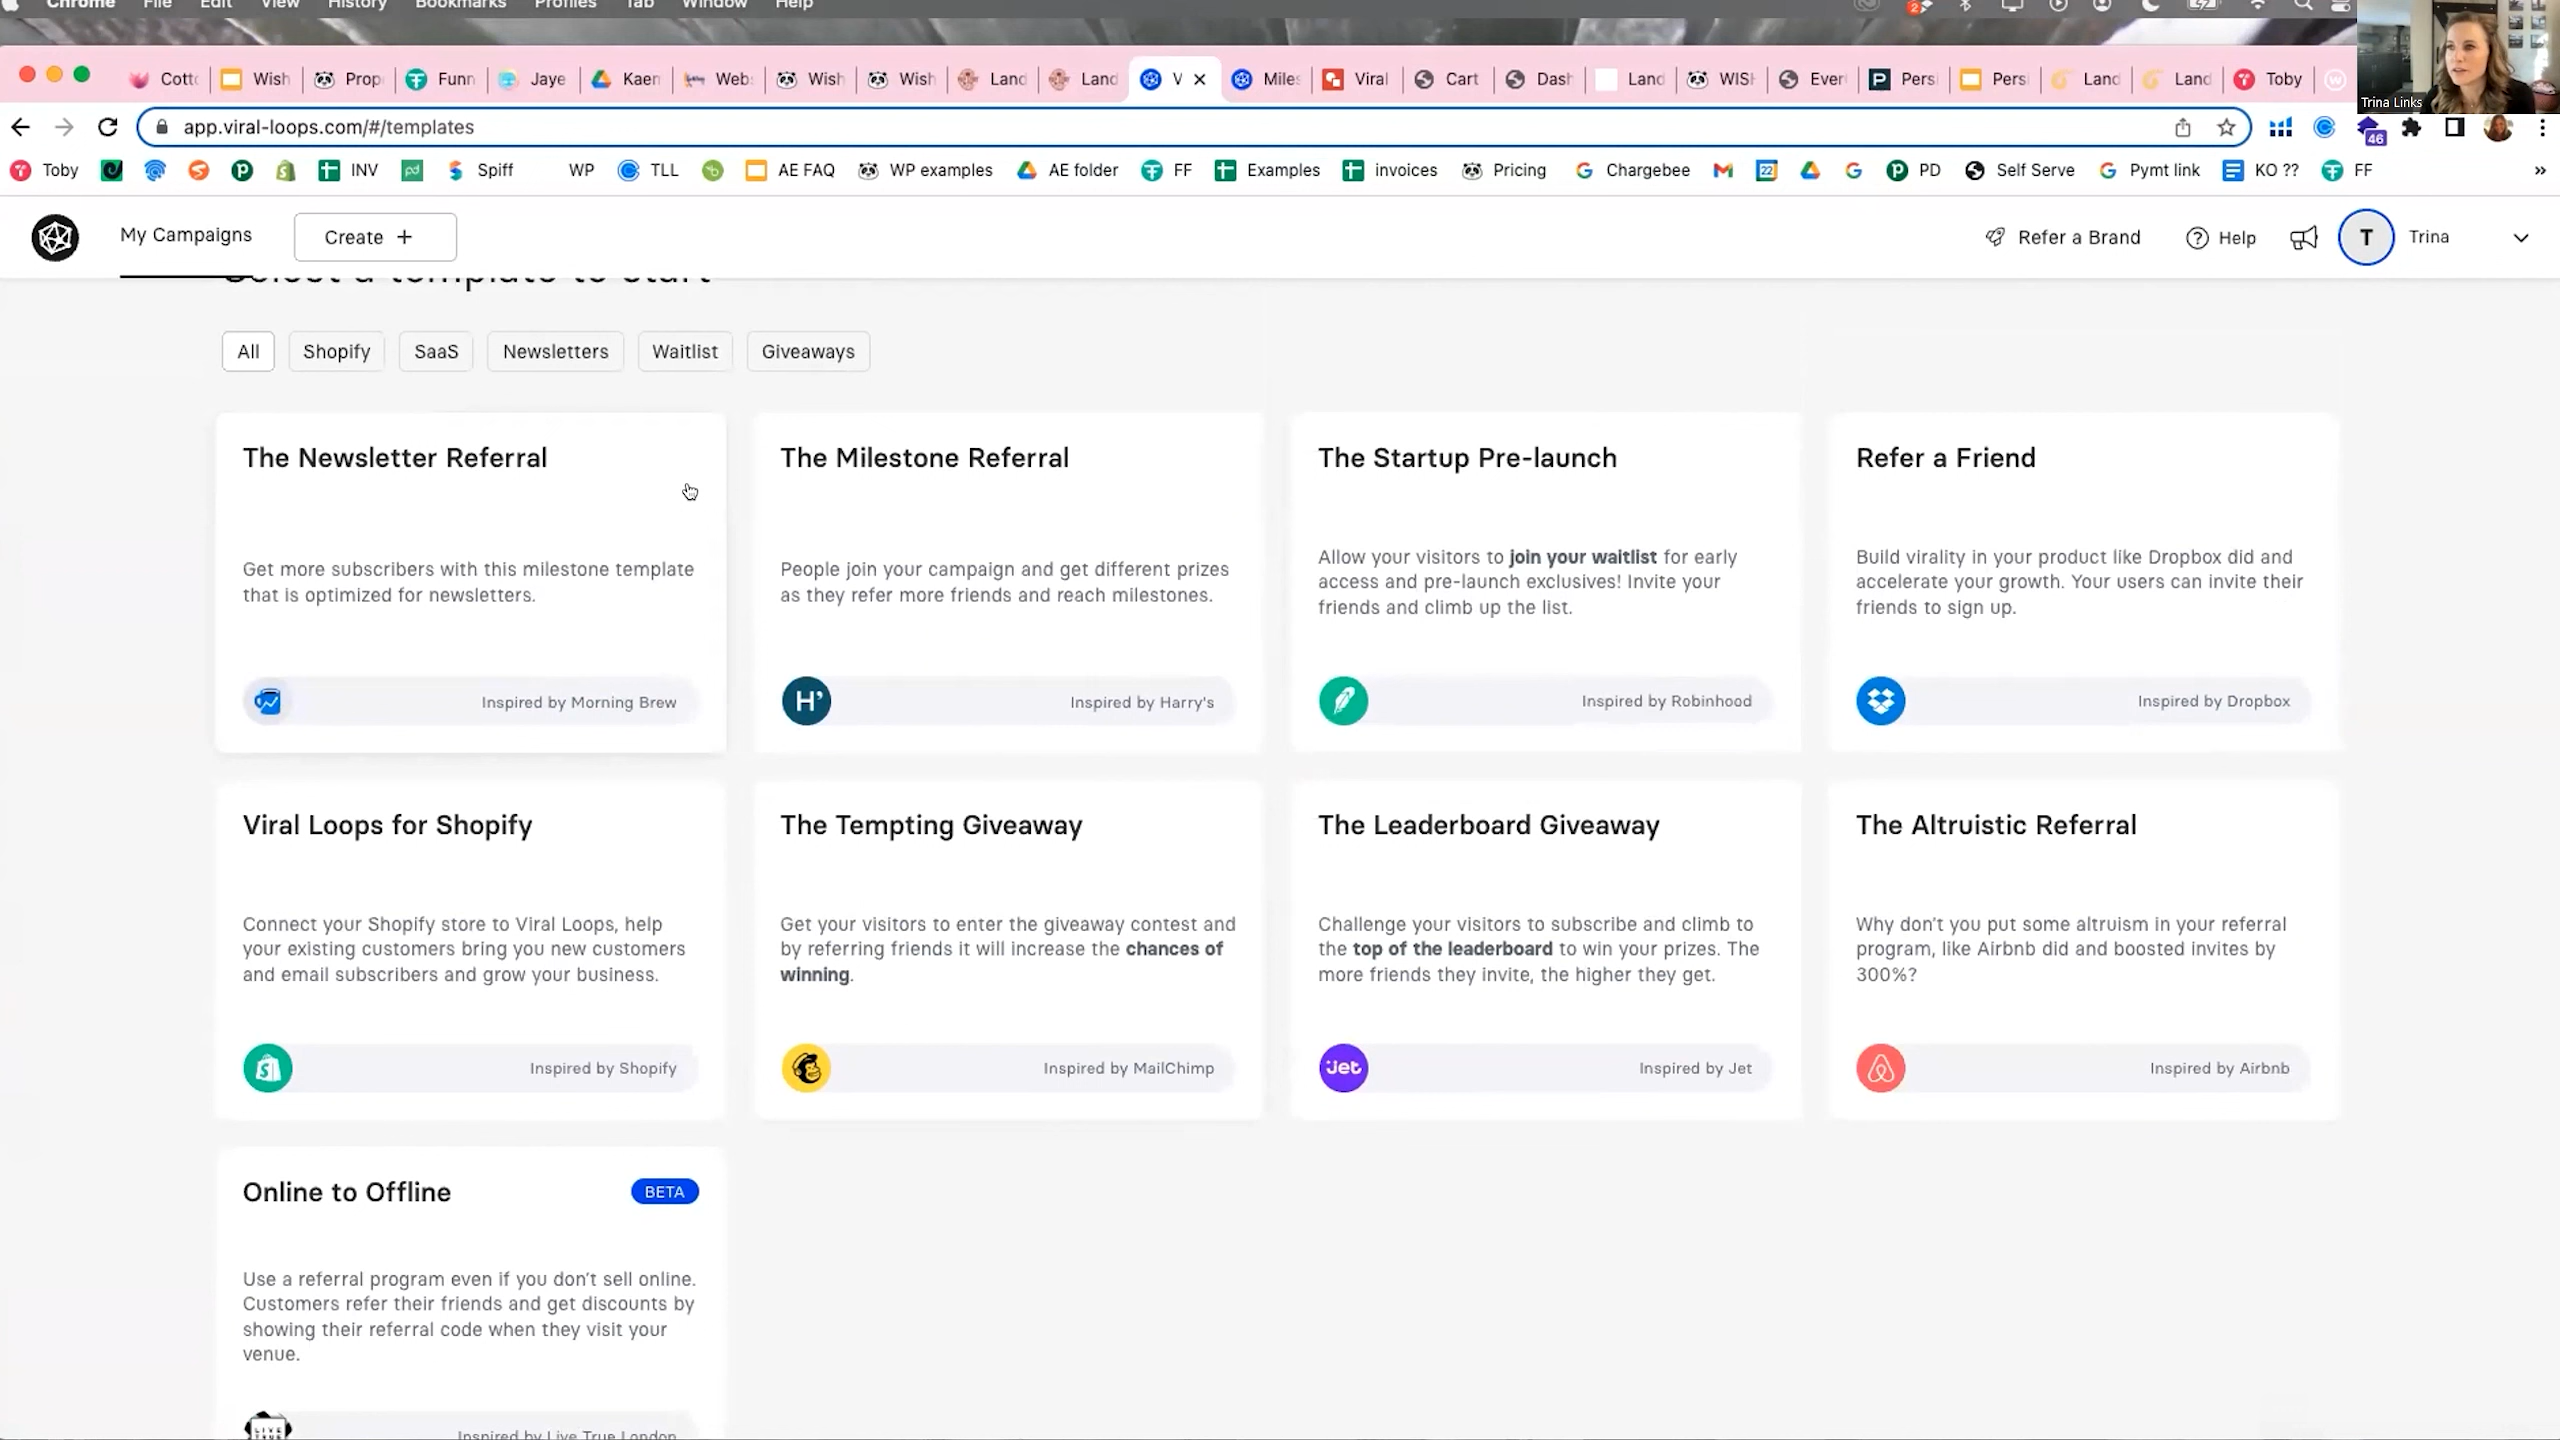 Chrome File Edit View History Bookmarks Profiles Tab Window Help
2
Cott Wish Prop Funn Jaye Kaen Web Wish Wish Land Land V Miles Viral Cart Dash Land WISH Ever Pers Pers Land Land Toby
Trina Links
app.viral-loops.com/#/templates
46
Toby INV Spiff WP TLL AE FAQ WP examples AE folder FF Examples invoices Pricing Chargebee 22 PD Self Serve Pymt link KO ?? FF
My Campaigns
Create +
Refer a Brand
Help
T
Trina
Select a template to start
All
Shopify
SaaS
Newsletters
Waitlist
Giveaways
The Newsletter Referral
Get more subscribers with this milestone template
that is optimized for newsletters.
Inspired by Morning Brew
The Milestone Referral
People join your campaign and get different prizes
as they refer more friends and reach milestones.
H'
Inspired by Harry's
The Startup Pre-launch
Allow your visitors to join your waitlist for early
access and pre-launch exclusives! Invite your
friends and climb up the list.
Inspired by Robinhood
Refer a Friend
Build virality in your product like Dropbox did and
accelerate your growth. Your users can invite their
friends to sign up.
Inspired by Dropbox
Viral Loops for Shopify
Connect your Shopify store to Viral Loops, help
your existing customers bring you new customers
and email subscribers and grow your business.
Inspired by Shopify
The Tempting Giveaway
Get your visitors to enter the giveaway contest and
by referring friends it will increase the chances of
winning.
Inspired by MailChimp
The Leaderboard Giveaway
Challenge your visitors to subscribe and climb to
the top of the leaderboard to win your prizes. The
more friends they invite, the higher they get.
Jet
Inspired by Jet
The Altruistic Referral
Why don't you put some altruism in your referral
program, like Airbnb did and boosted invites by
300%?
Inspired by Airbnb
Online to Offline
BETA
Use a referral program even if you don't sell online.
Customers refer their friends and get discounts by
showing their referral code when they visit your
venue.
LIVE
Inspired by Live True London